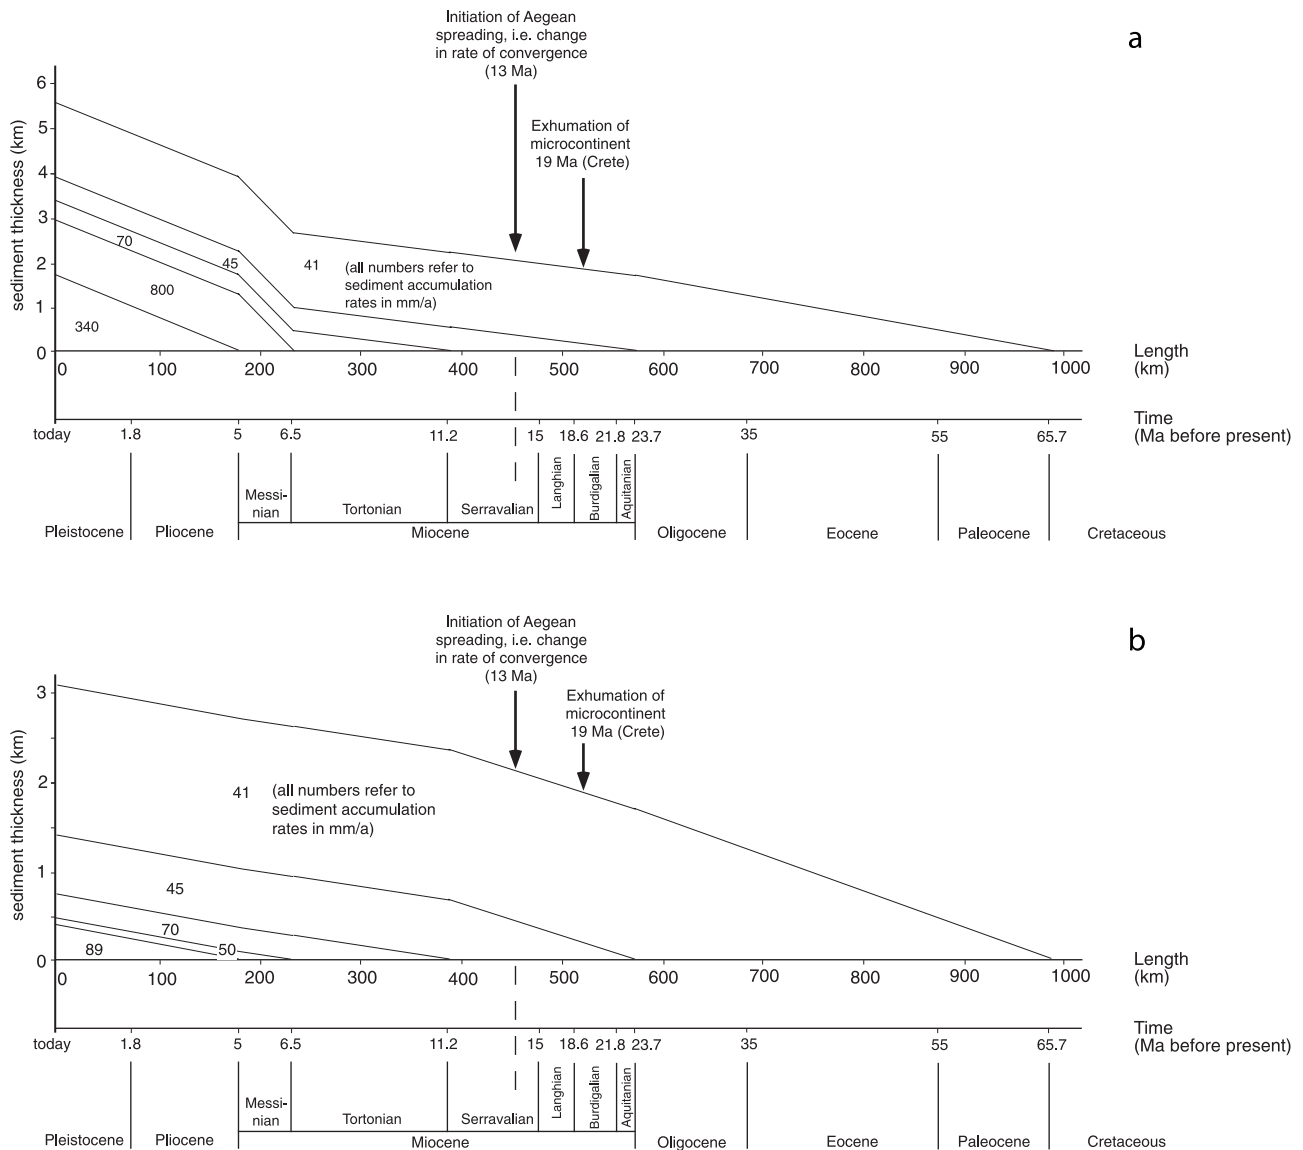 Initiation of Aegean
spreading, i.e. change
in rate of convergence
(13 Ma)
a
Exhumation of
microcontinent
19 Ma (Crete)
sediment thickness (km)
6
5
4
3
2
1
0
70
45
41
(all numbers refer to
sediment accumulation
rates in mm/a)
800
340
0 100 200 300 400 500 600 700 800 900 1000
Length
(km)
today 1.8 5 6.5 11.2 15 18.6 21.8 23.7 35 55 65.7
Time
(Ma before present)
Messi-
nian
Tortonian
Serravalian
Langhian
Burdigalian
Aquitanian
Pleistocene Pliocene Miocene Oligocene Eocene Paleocene Cretaceous
Initiation of Aegean
spreading, i.e. change
in rate of convergence
(13 Ma)
b
Exhumation of
microcontinent
19 Ma (Crete)
sediment thickness (km)
3
2
1
0
41
(all numbers refer to
sediment accumulation
rates in mm/a)
45
70
89
50
0 100 200 300 400 500 600 700 800 900 1000
Length
(km)
today 1.8 5 6.5 11.2 15 18.6 21.8 23.7 35 55 65.7
Time
(Ma before present)
Messi-
nian
Tortonian
Serravalian
Langhian
Burdigalian
Aquitanian
Pleistocene Pliocene Miocene Oligocene Eocene Paleocene Cretaceous